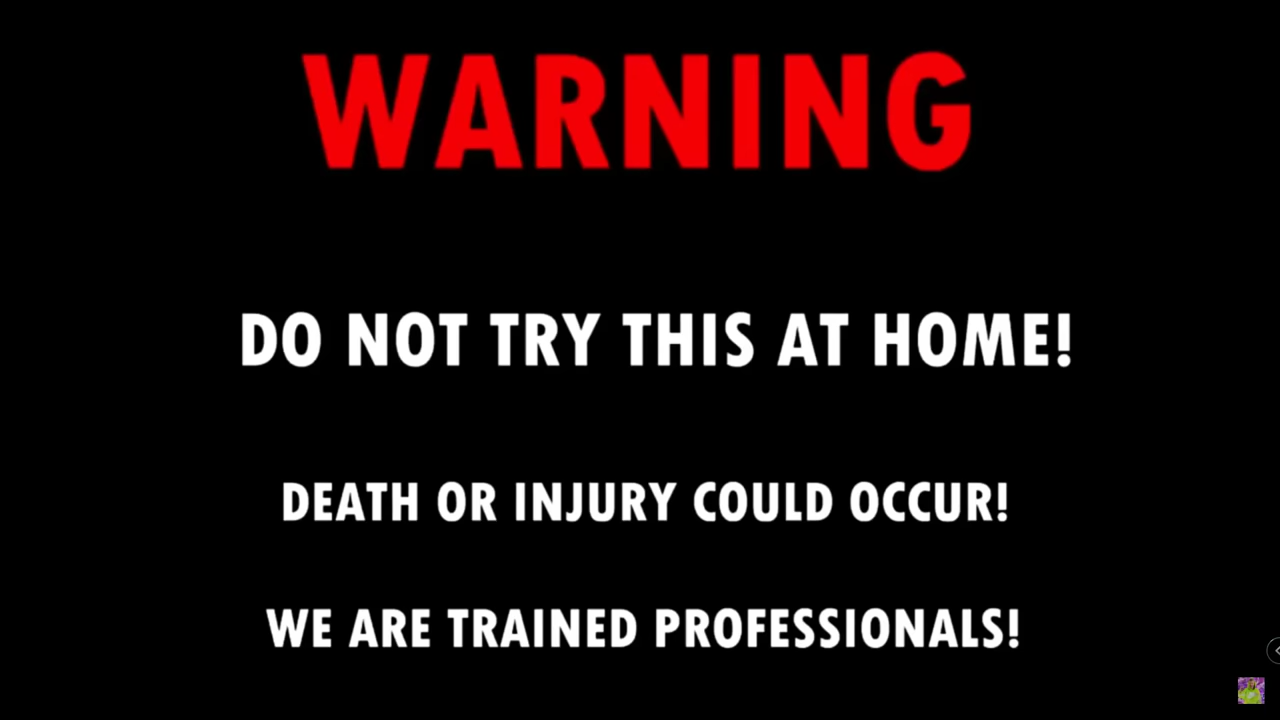 WARNING
DO NOT TRY THIS AT HOME!
DEATH OR INJURY COULD OCCUR!
WE ARE TRAINED PROFESSIONALS!